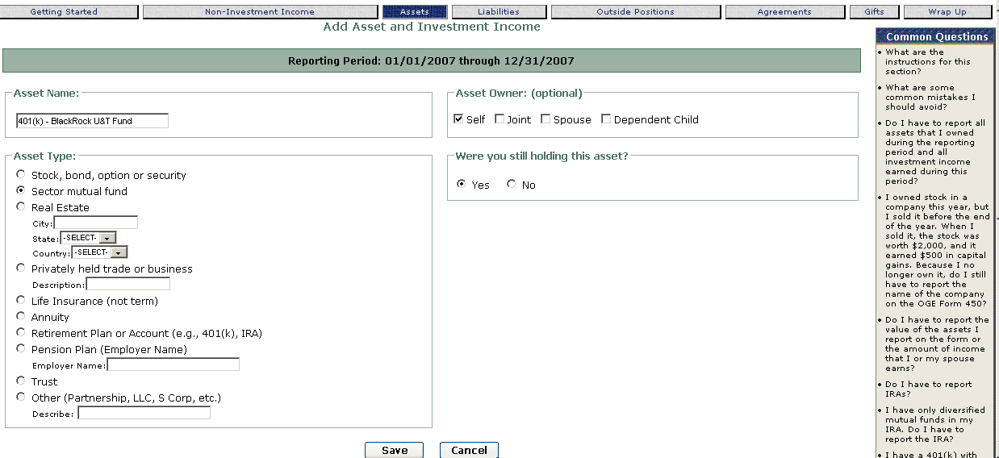 Getting Started
Non-Investment Income
Assets
Liabilities
Outside Positions
Agreements
Gifts
Wrap Up
Add Asset and Investment Income
Reporting Period: 01/01/2007 through 12/31/2007
Asset Name:
401(k) - BlackRock U&T Fund
Asset Owner: (optional)
Self
Joint
Spouse
Dependent Child
Asset Type:
Stock, bond, option or security
Sector mutual fund
Real Estate
City:
State: -SELECT-
Country: -SELECT-
Privately held trade or business
Description:
Life Insurance (not term)
Annuity
Retirement Plan or Account (e.g., 401(k), IRA)
Pension Plan (Employer Name)
Employer Name:
Trust
Other (Partnership, LLC, S Corp, etc.)
Describe:
Were you still holding this asset?
Yes
No
Save
Cancel
Common Questions
• What are the
instructions for this
section?
• What are some
common mistakes I
should avoid?
• Do I have to report all
assets that I owned
during the reporting
period and all
investment income
earned during this
period?
• I owned stock in a
company this year, but
I sold it before the end
of the year. When I
sold it, the stock was
worth $2,000, and it
earned $500 in capital
gains. Because I no
longer own it, do I still
have to report the
name of the company
on the OGE Form 450?
• Do I have to report the
value of the assets I
report on the form or
the amount of income
that I or my spouse
earns?
• Do I have to report
IRAs?
• I have only diversified
mutual funds in my
IRA. Do I have to
report the IRA?
• I have a 401(k) with